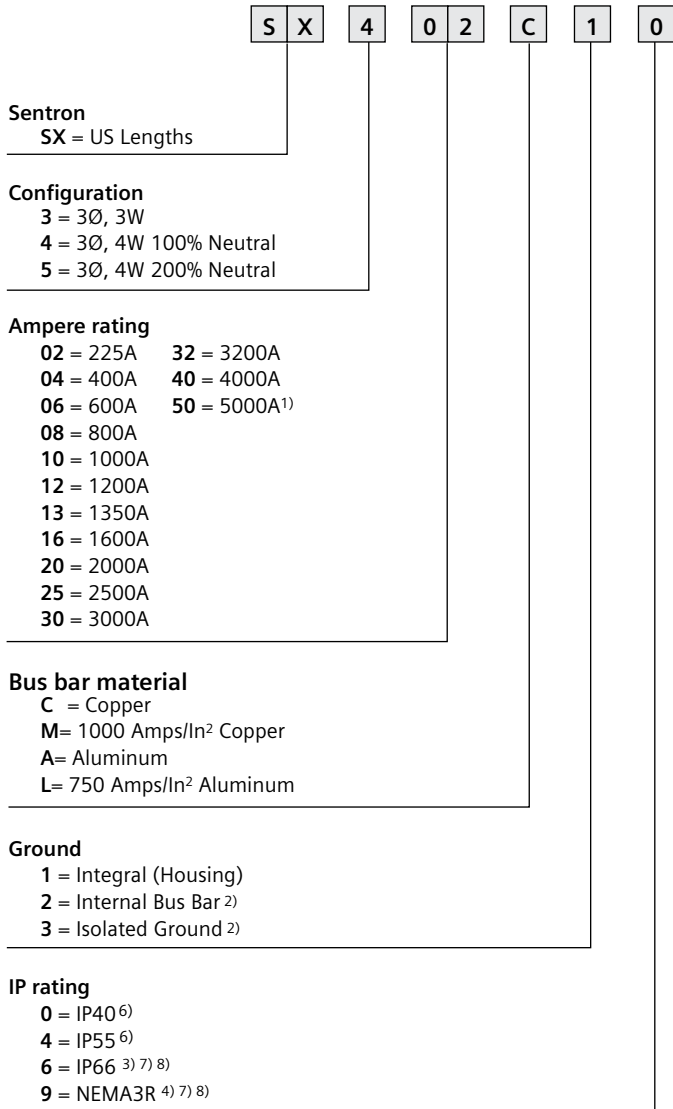 S X 4 0 2 C 1 0
Sentron
SX = US Lengths
Configuration
3 = 3Ø, 3W
4 = 3Ø, 4W 100% Neutral
5 = 3Ø, 4W 200% Neutral
Ampere rating
02 = 225A 32 = 3200A
04 = 400A 40 = 4000A
06 = 600A 50 = 5000A1)
08 = 800A
10 = 1000A
12 = 1200A
13 = 1350A
16 = 1600A
20 = 2000A
25 = 2500A
30 = 3000A
Bus bar material
C = Copper
M= 1000 Amps/In² Copper
A= Aluminum
L= 750 Amps/In² Aluminum
Ground
1 = Integral (Housing)
2 = Internal Bus Bar 2)
3 = Isolated Ground 2)
IP rating
0 = IP40 6)
4 = IP55 6)
6 = IP66 3) 7) 8)
9 = NEMA3R 4) 7) 8)